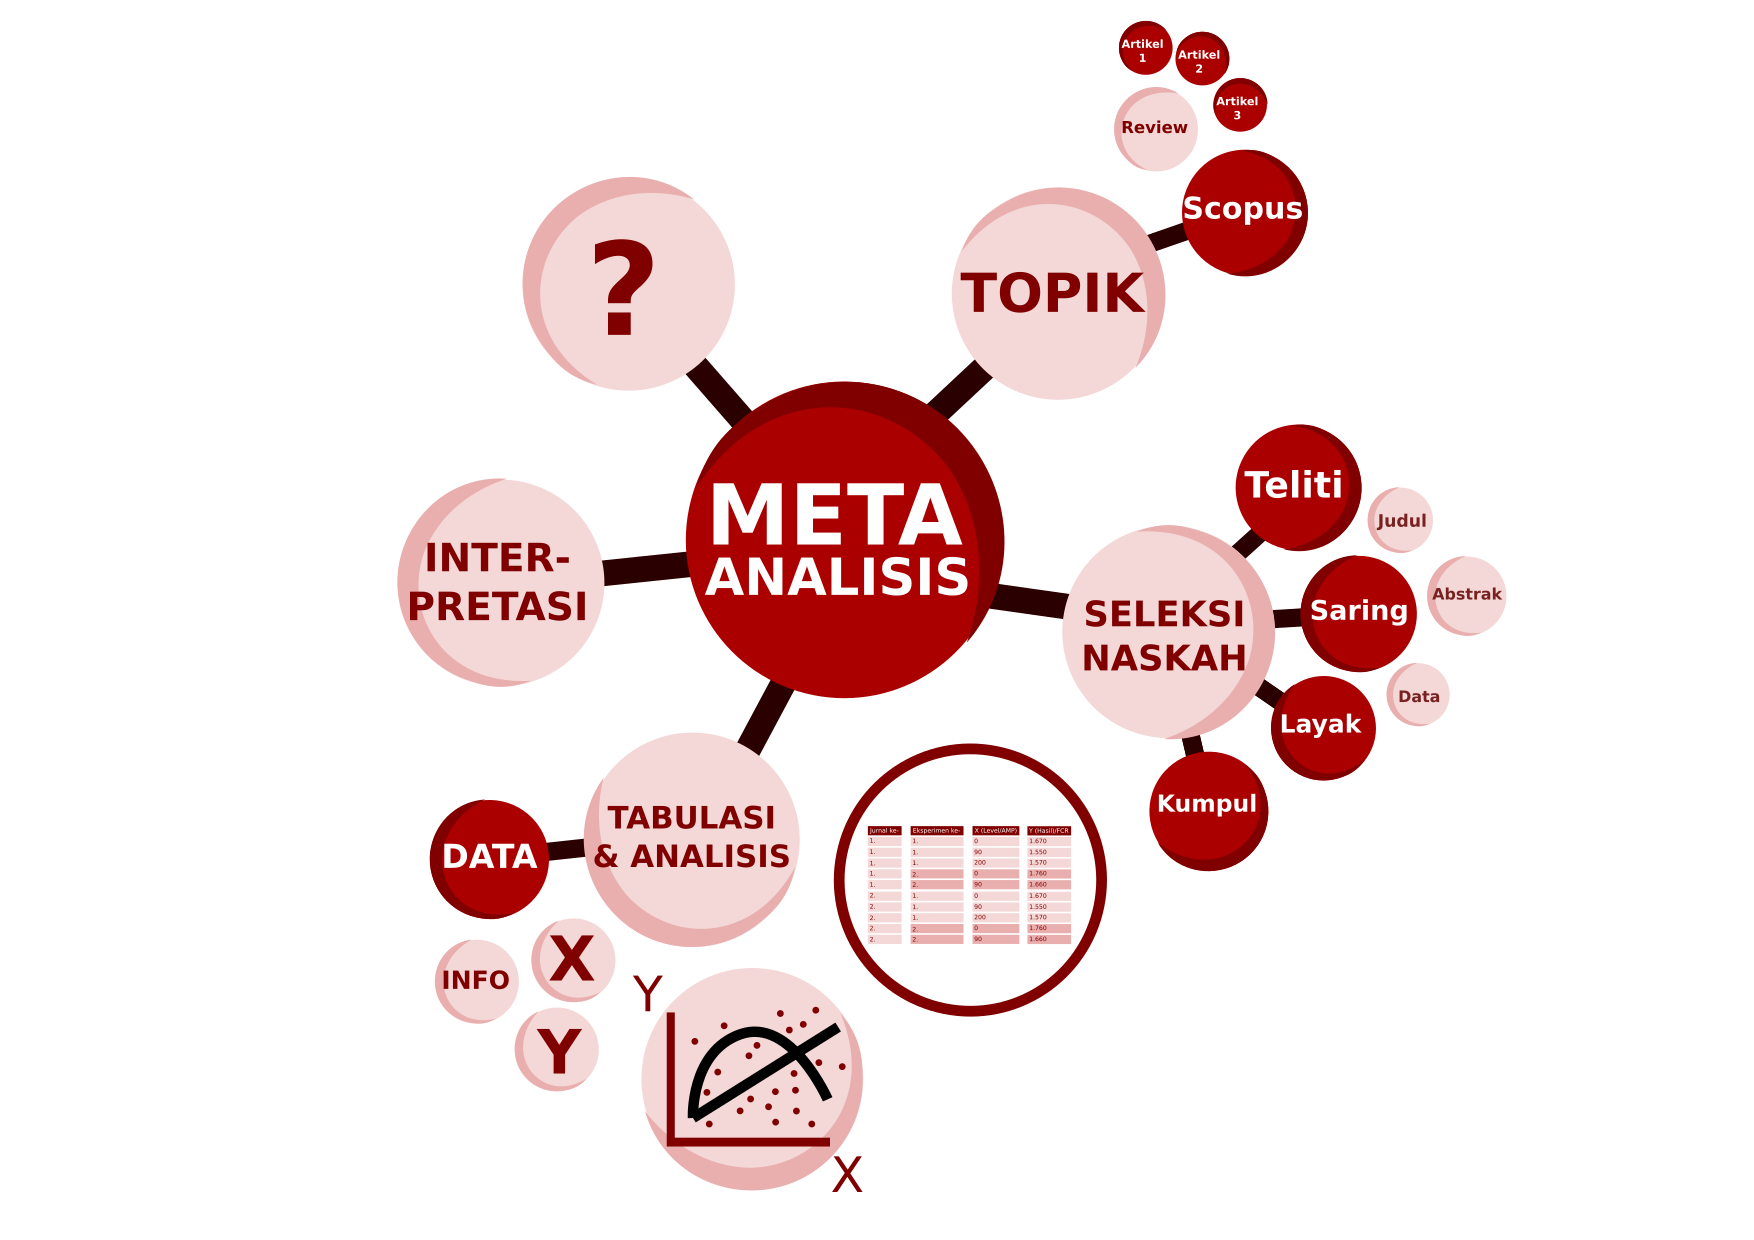 Artikel
1
Artikel
2
Artikel
3
Review
Scopus
?
TOPIK
META
ANALISIS
INTER-
PRETASI
SELEKSI
NASKAH
Teliti
Judul
Saring
Abstrak
Layak
Data
Kumpul
TABULASI
& ANALISIS
DATA
INFO
X
Y
Jurnal ke- Eksperimen ke- X (Level/AMP) Y (Hasil)/FCR
1. 1. 0 1.670
1. 1. 90 1.550
1. 1. 200 1.570
1. 2. 0 1.760
1. 2. 90 1.660
2. 1. 0 1.670
2. 1. 90 1.550
2. 1. 200 1.570
2. 2. 0 1.760
2. 2. 90 1.660
Y
X